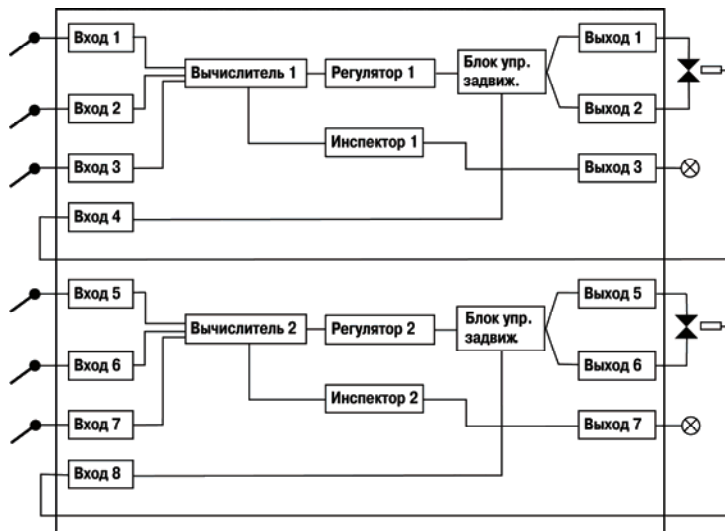 Вход 1
Вычислитель 1
Регулятор 1
Блок упр.
задвиж.
Выход 1
Вход 2
Выход 2
Вход 3
Инспектор 1
Выход 3
Вход 4
Вход 5
Вычислитель 2
Регулятор 2
Блок упр.
задвиж.
Выход 5
Вход 6
Выход 6
Вход 7
Инспектор 2
Выход 7
Вход 8